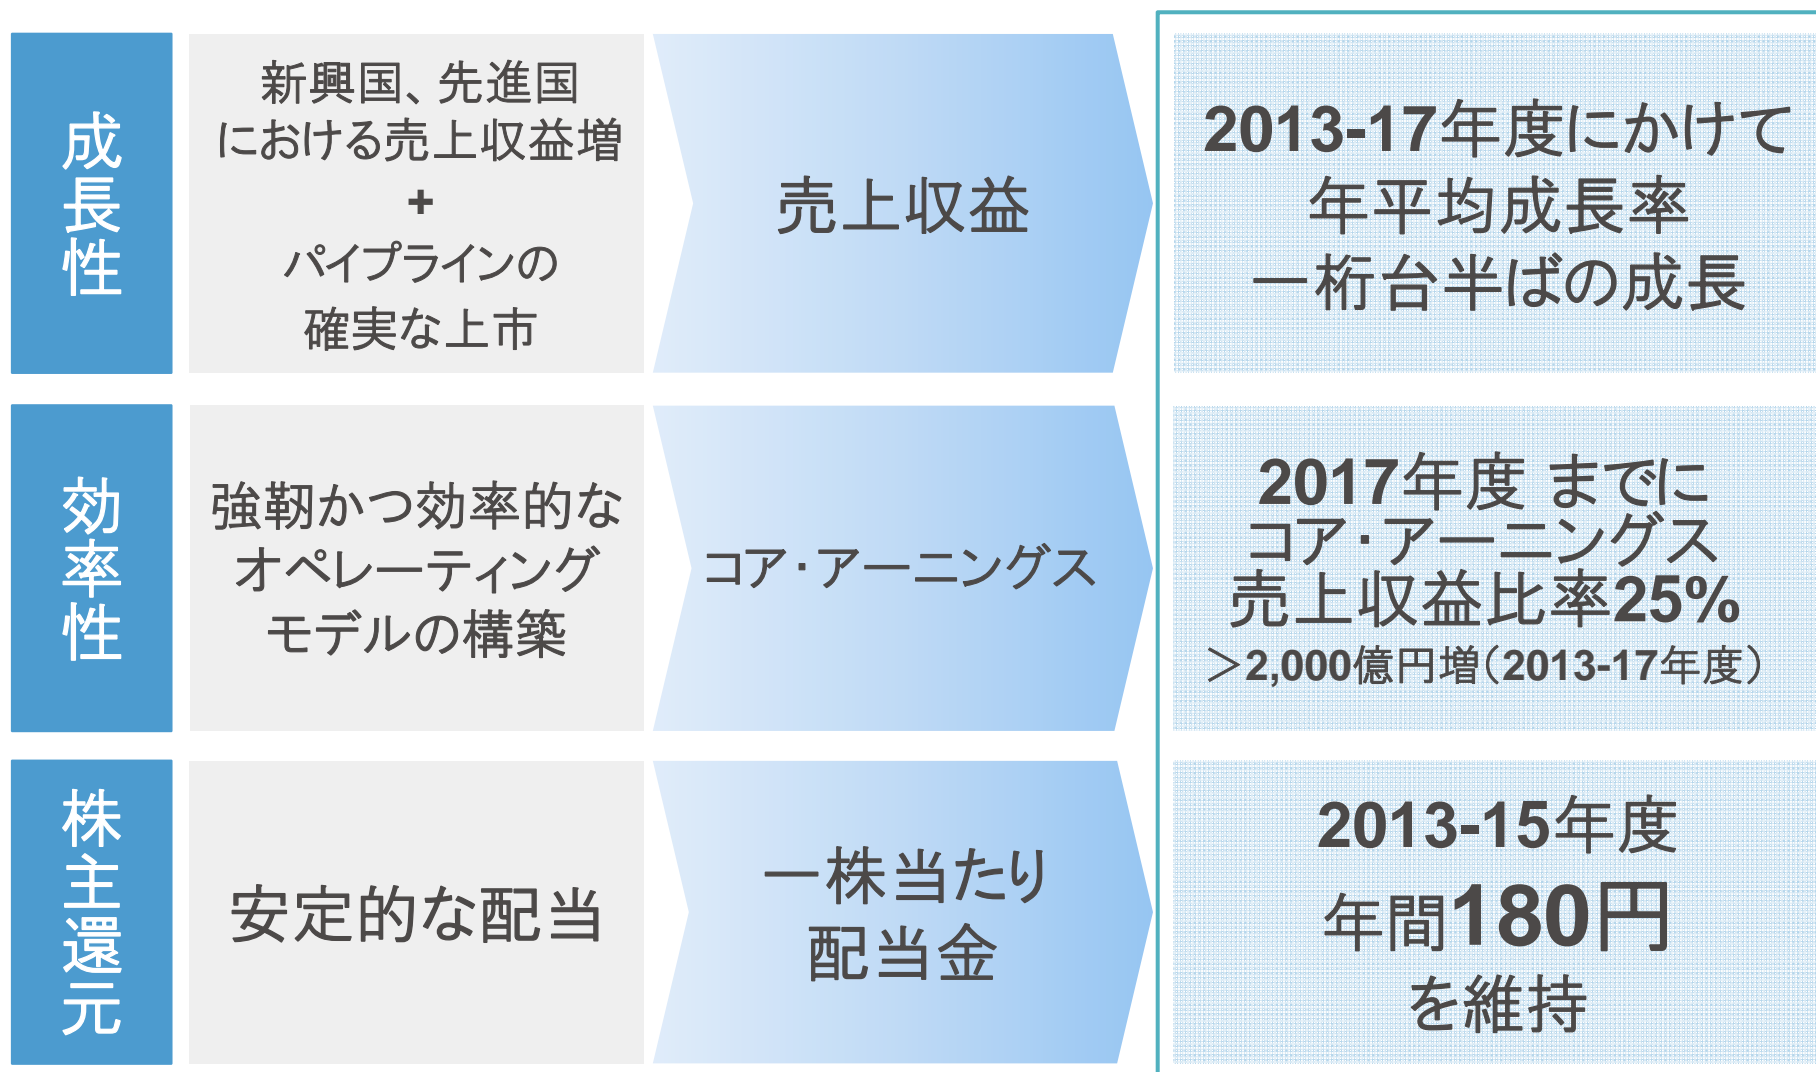 成長性
新興国、先進国
における売上収益増
+
パイプラインの
確実な上市
売上収益
2013-17年度にかけて
年平均成長率
一桁台半ばの成長
効率性
強靭かつ効率的な
オペレーティング
モデルの構築
コア・アーニングス
2017年度 までに
コア・アーニングス
売上収益比率25%
＞2,000億円増（2013-17年度）
株主還元
安定的な配当
一株当たり
配当金
2013-15年度
年間180円
を維持